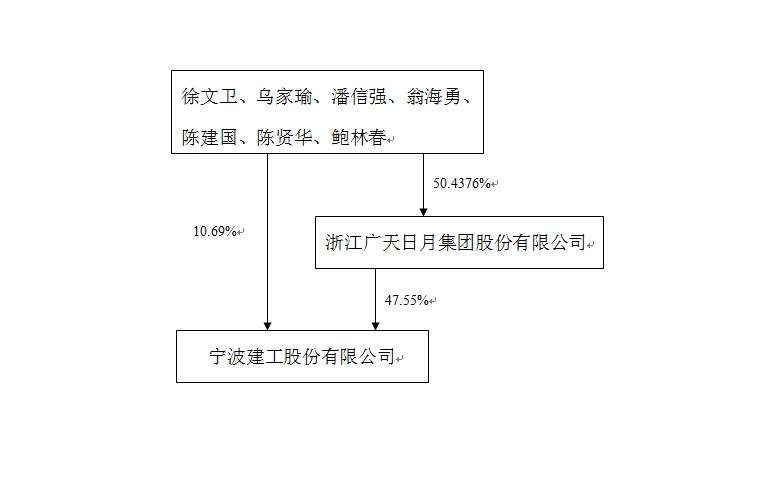 徐文卫、乌家瑜、潘信强、翁海勇、
陈建国、陈贤华、鲍林春
50.4376%
10.69%
浙江广天日月集团股份有限公司
47.55%
宁波建工股份有限公司